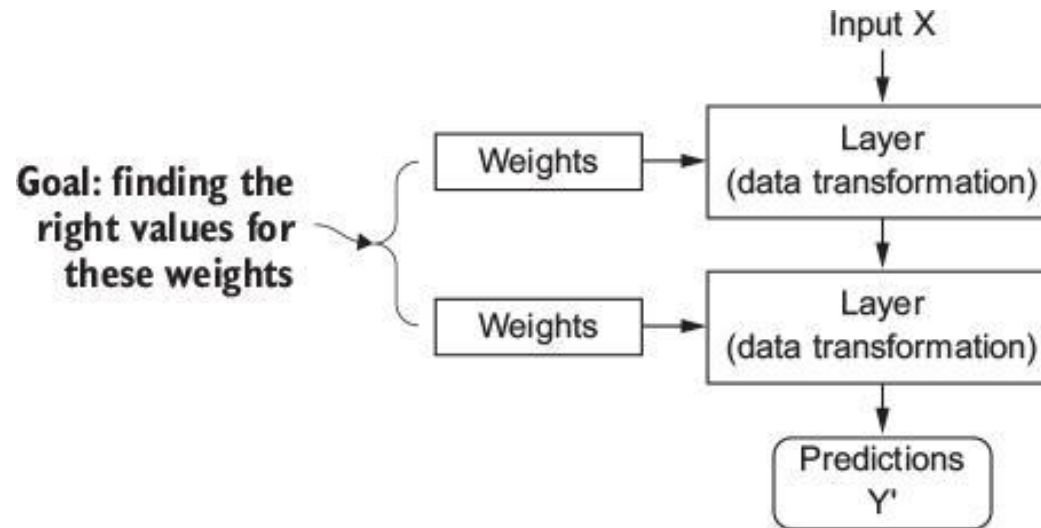 Input X
Goal: finding the
right values for
these weights
Weights
Layer
(data transformation)
Weights
Layer
(data transformation)
Predictions
Y'